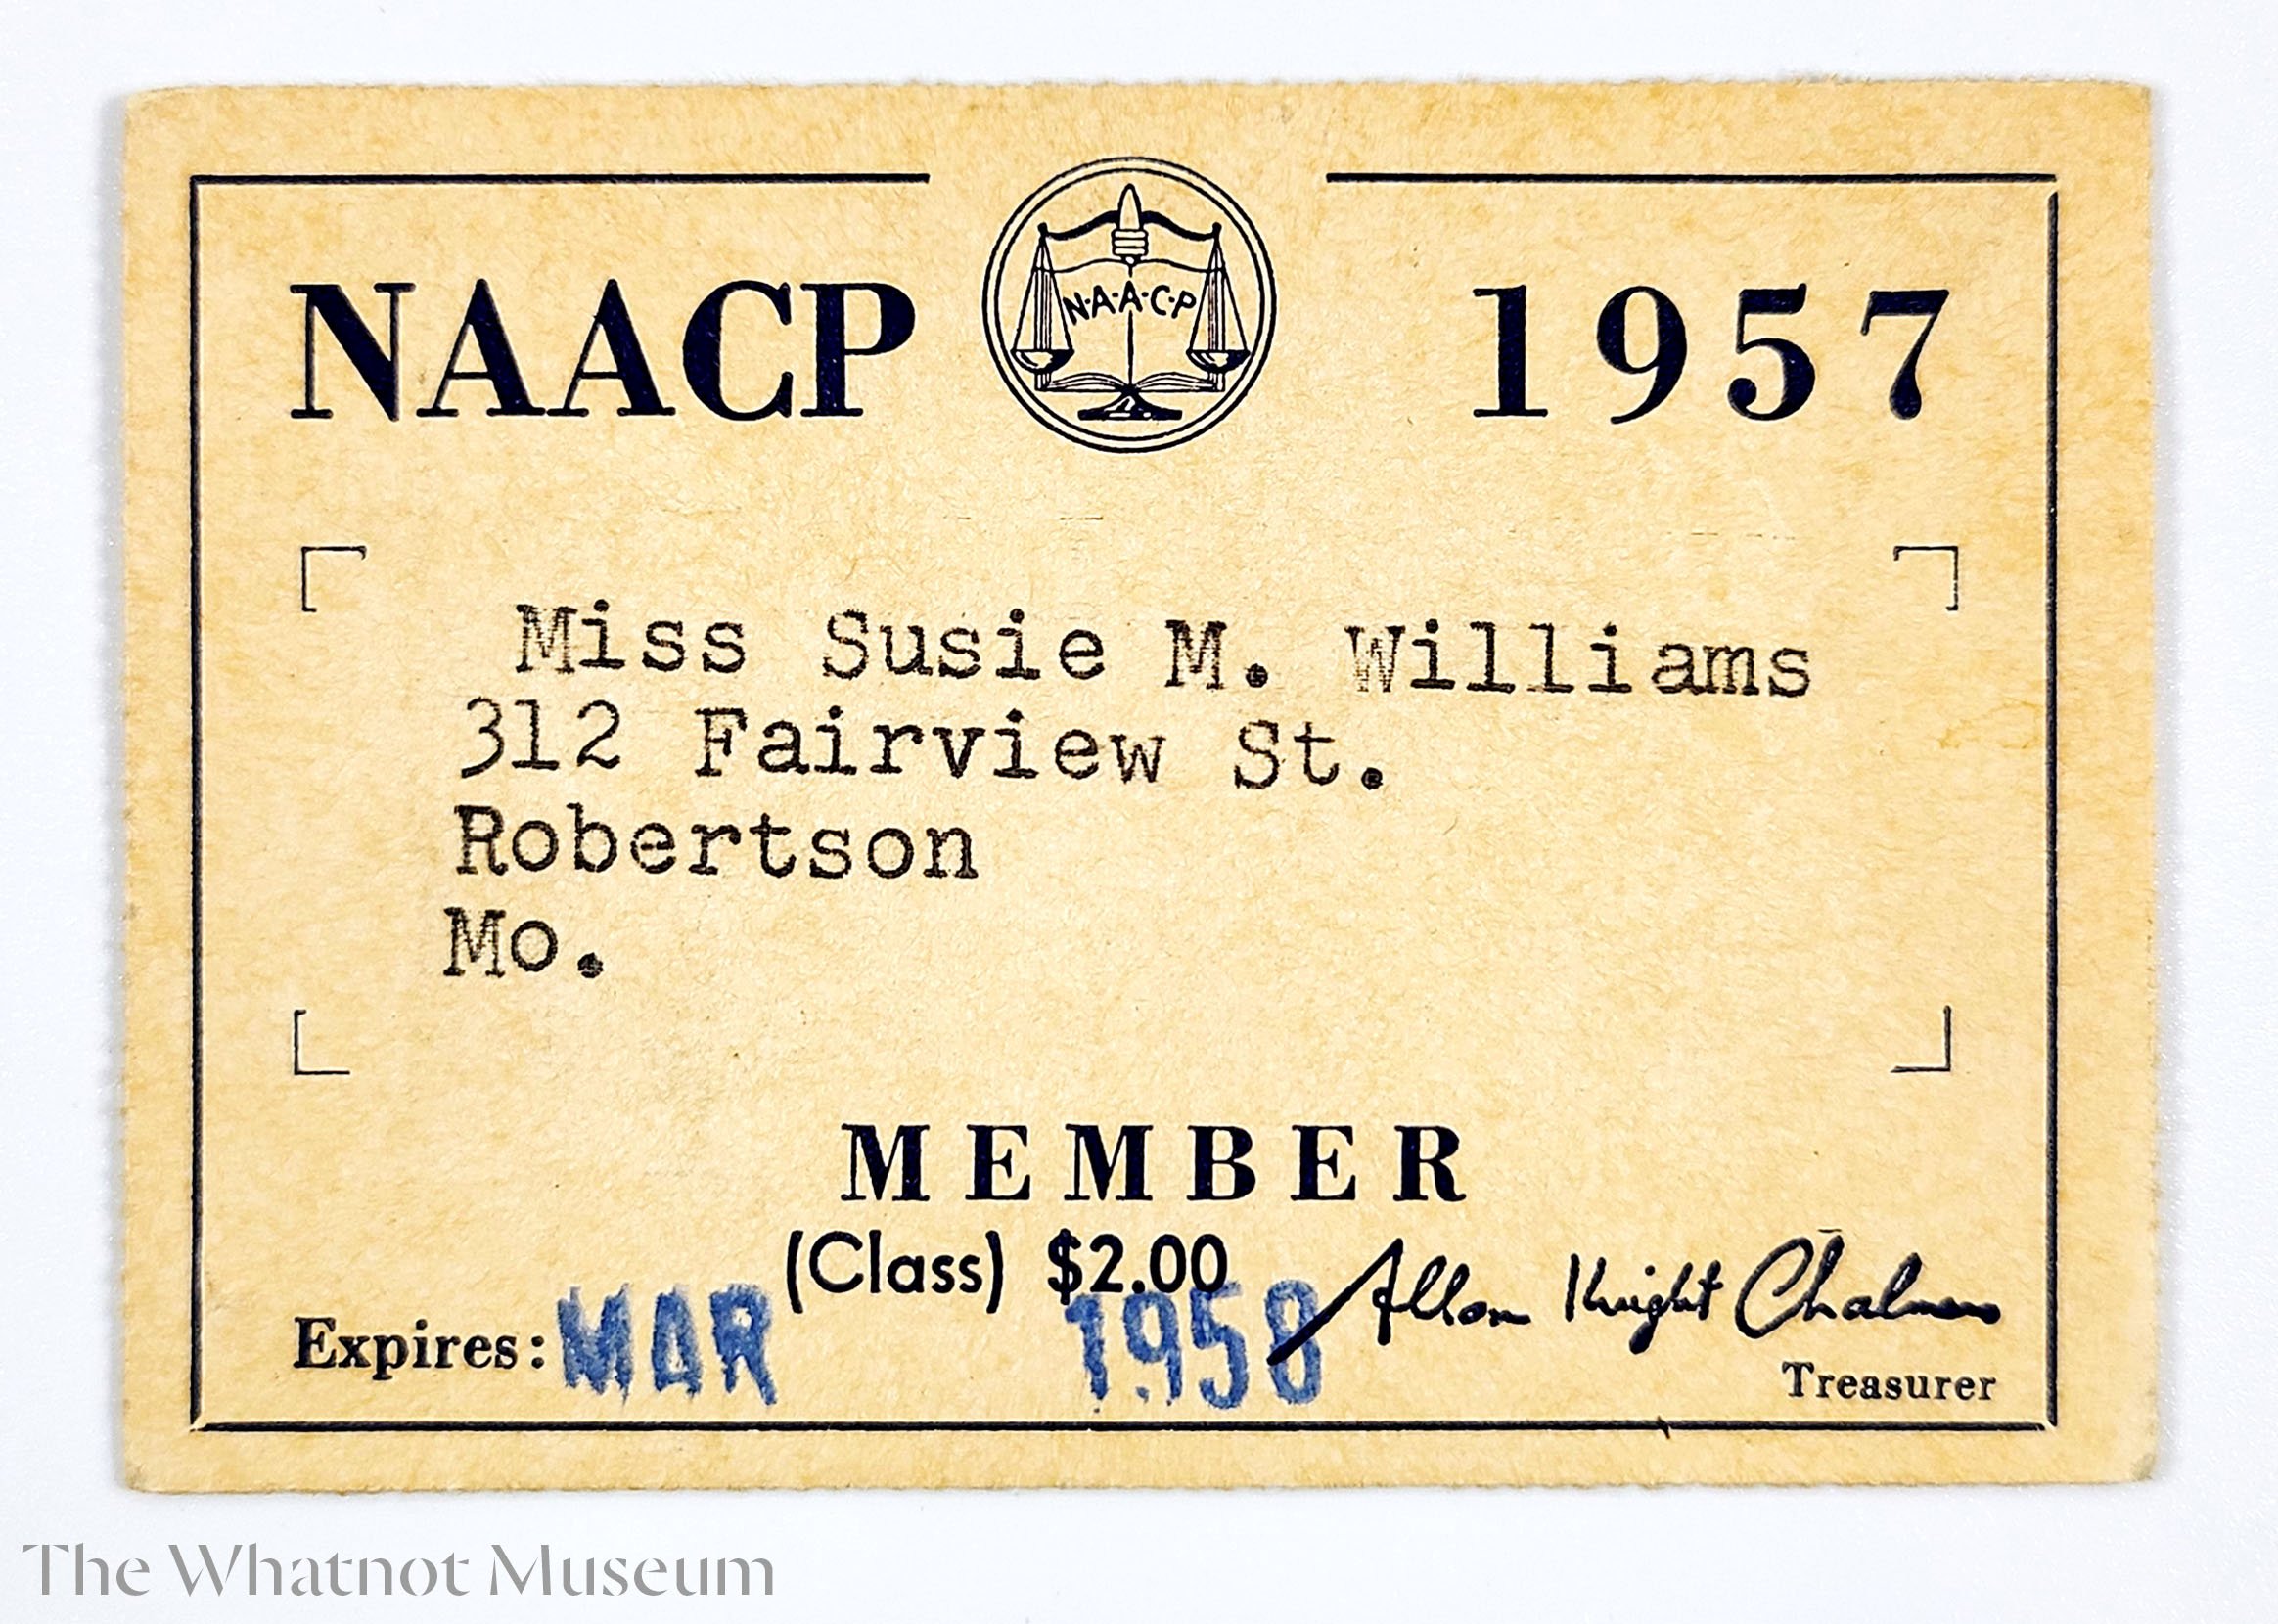 NAACP 1957
N·A·A·C·P
Miss Susie M. Williams
312 Fairview St.
Robertson
Mo.
MEMBER
(Class) $2.00
Allan Knight Chalmers
Expires: MAR 1958
Treasurer
The Whatnot Museum